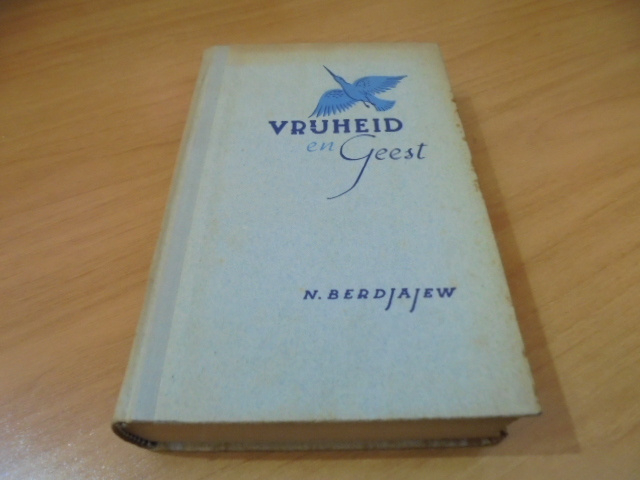 VRIJHEID
en Geest
N. BERDJAJEW